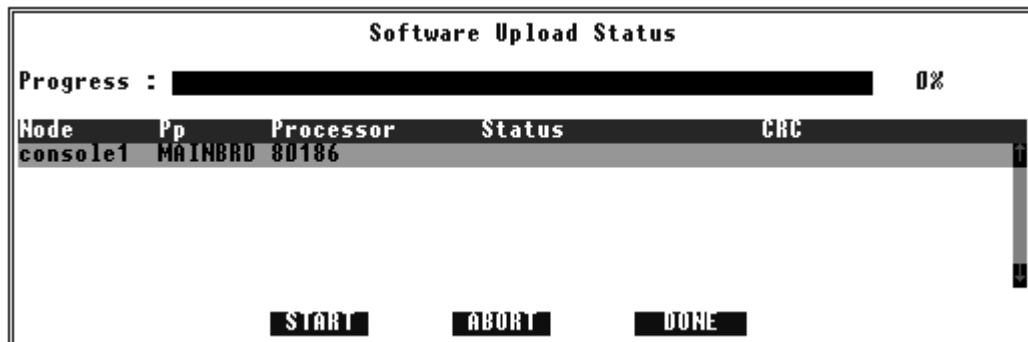 Software Upload Status
Progress : 0%
Node Pp Processor Status CRC
console1 MAINBRD 80186
START ABORT DONE